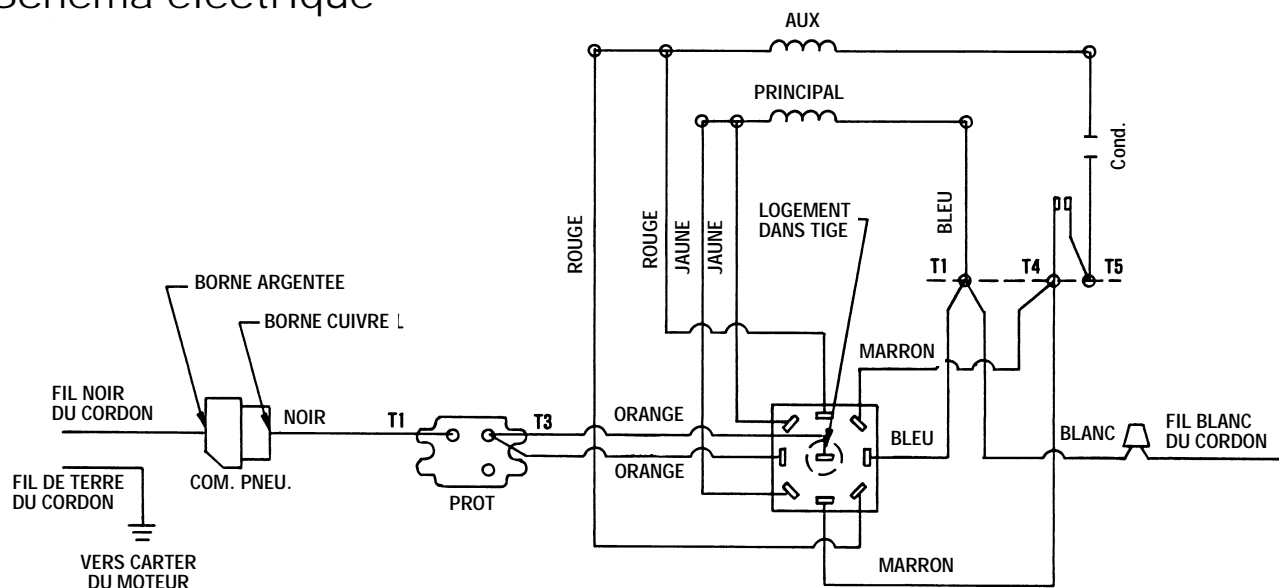 Schéma électrique
AUX
PRINCIPAL
Cond.
ROUGE
ROUGE
JAUNE
JAUNE
LOGEMENT
DANS TIGE
BLEU
T1
T4
T5
BORNE ARGENTEE
BORNE CUIVRE
MARRON
FIL NOIR
DU CORDON
NOIR
T1
T3
ORANGE
BLEU
BLANC
FIL BLANC
DU CORDON
ORANGE
FIL DE TERRE
DU CORDON
COM. PNEU.
PROT
VERS CARTER
DU MOTEUR
MARRON